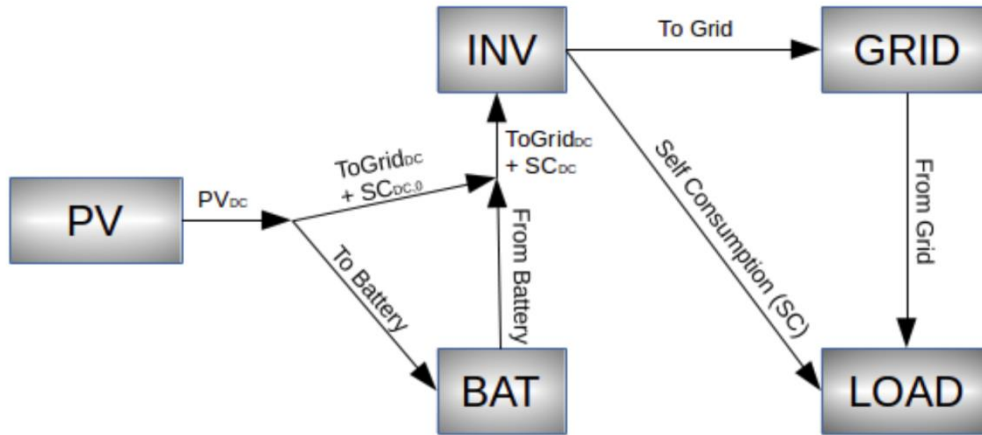 INV
To Grid
GRID
ToGridDC
+ SCDC
ToGridDC
+ SCDC,0
PV
PVDC
To Battery
From Battery
Self Consumption (SC)
From Grid
BAT
LOAD